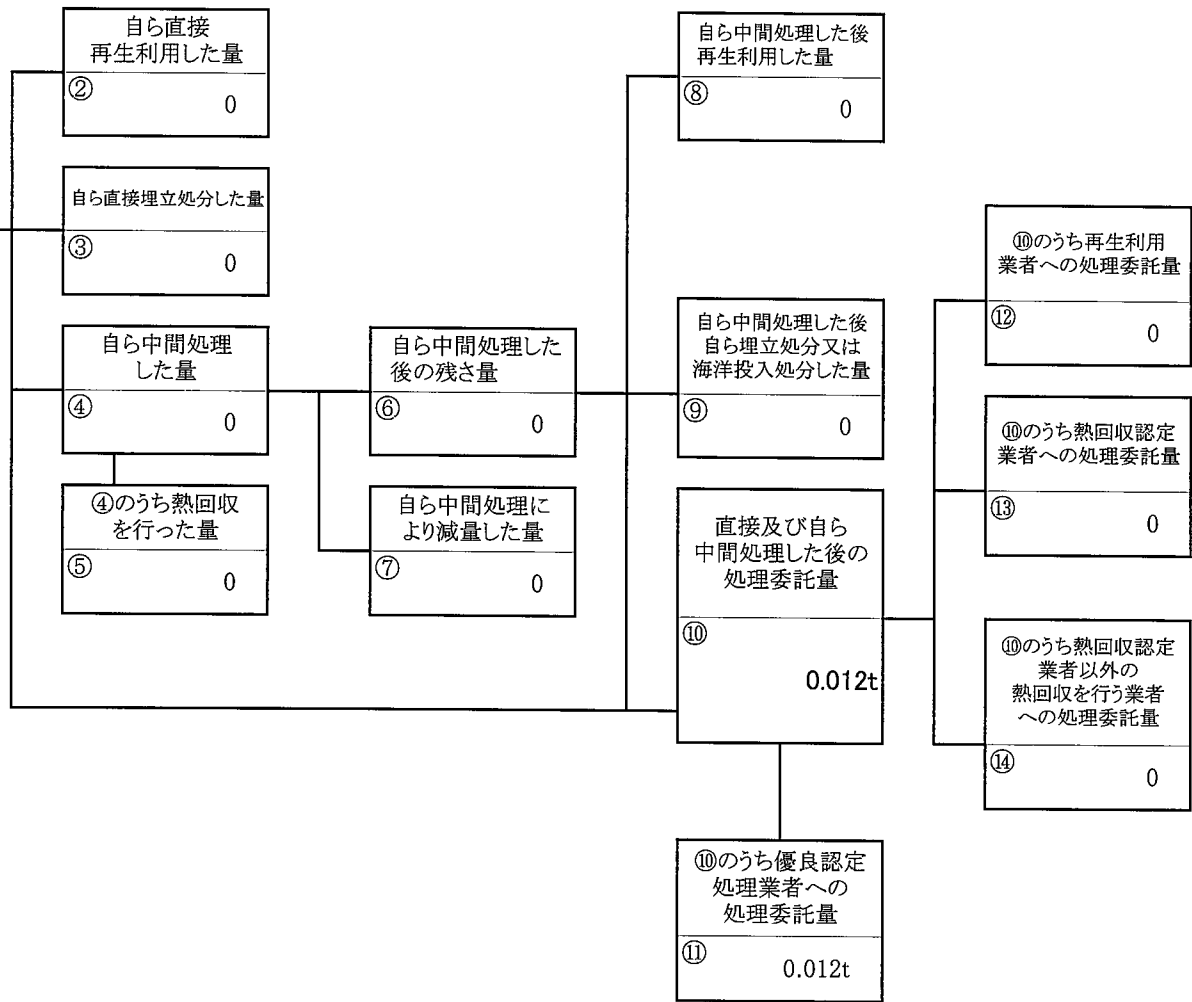 自ら直接
再生利用した量
②
0
自ら直接埋立処分した量
③
0
自ら中間処理
した量
④
0
④のうち熱回収
を行った量
⑤
0
自ら中間処理した
後の残さ量
⑥
0
自ら中間処理に
より減量した量
⑦
0
自ら中間処理した後
再生利用した量
⑧
0
自ら中間処理した後
自ら埋立処分又は
海洋投入処分した量
⑨
0
直接及び自ら
中間処理した後の
処理委託量
⑩
0.012t
⑩のうち優良認定
処理業者への
処理委託量
⑪
0.012t
⑩のうち再生利用
業者への処理委託量
⑫
0
⑩のうち熱回収認定
業者への処理委託量
⑬
0
⑩のうち熱回収認定
業者以外の
熱回収を行う業者
への処理委託量
⑭
0